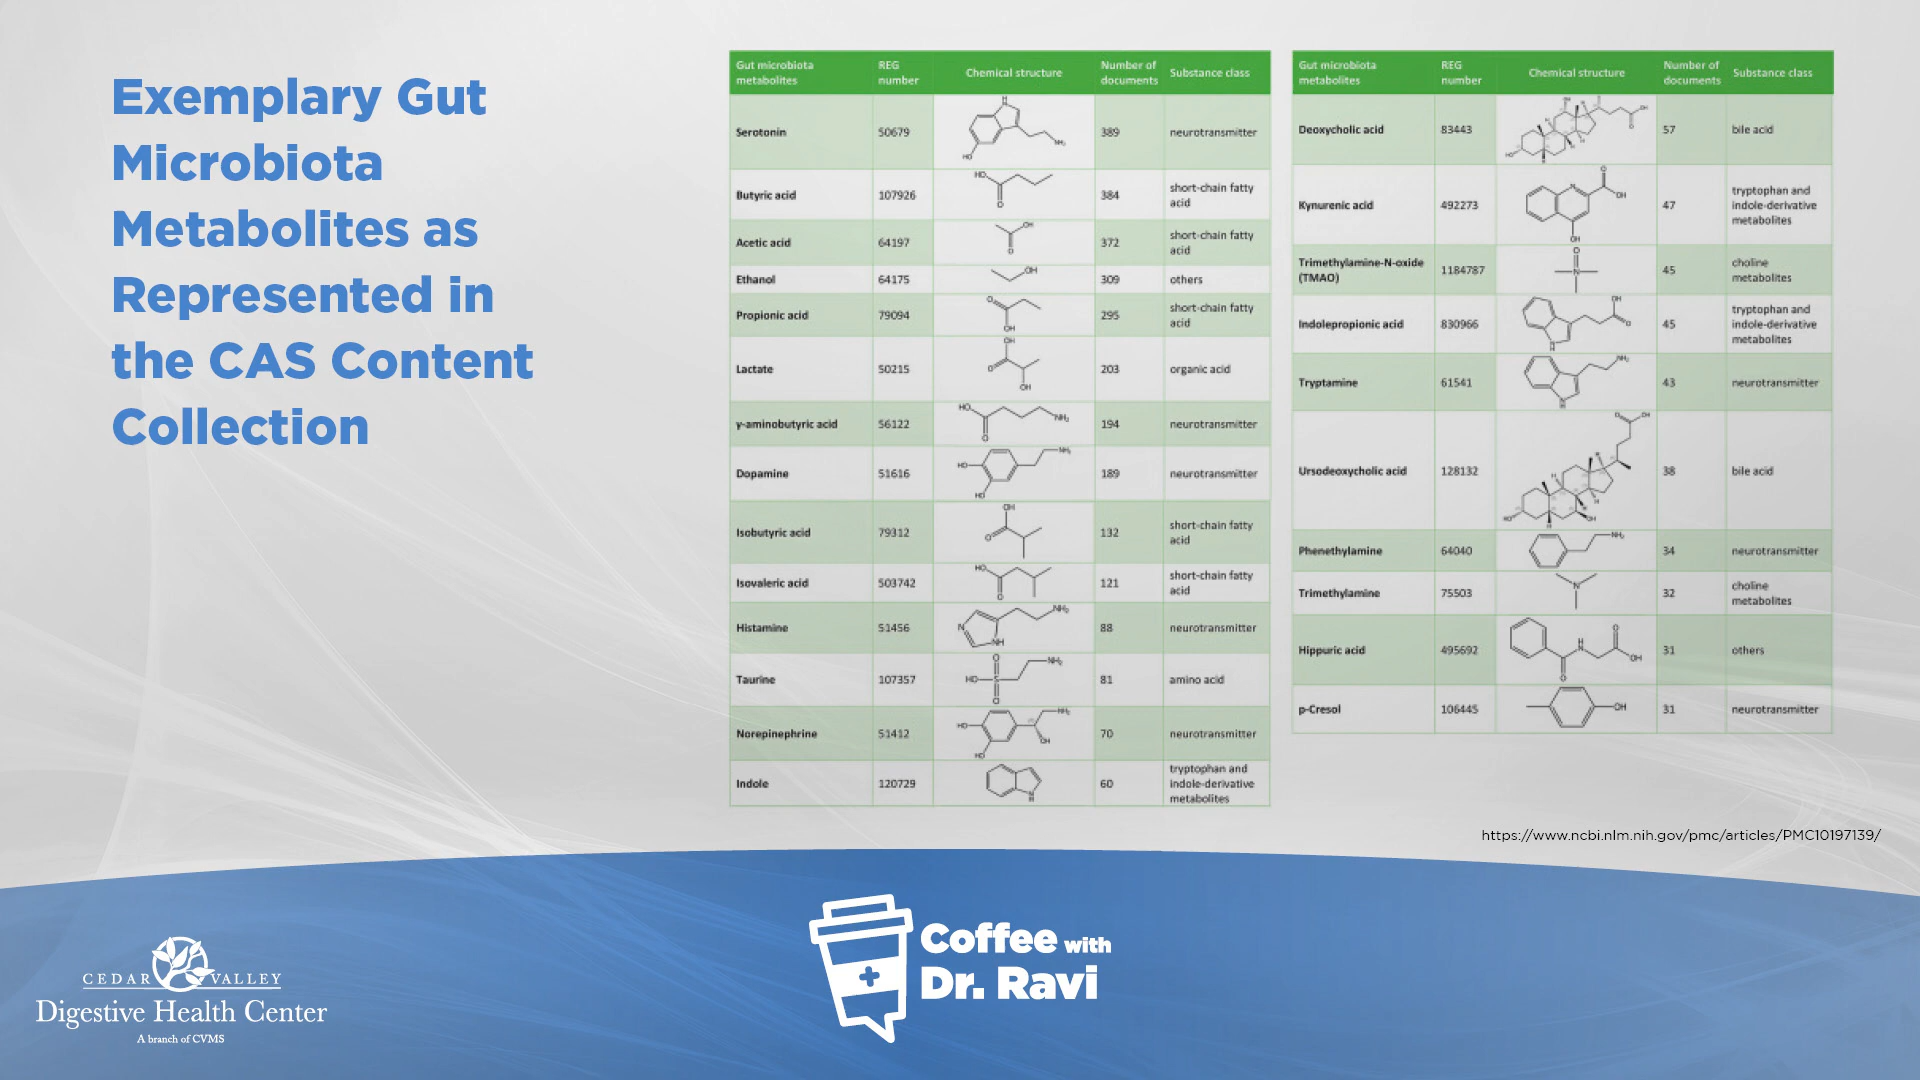 Exemplary Gut
Microbiota
Metabolites as
Represented in
the CAS Content
Collection
Gut microbiota metabolites REG number Chemical structure Number of documents Substance class
Serotonin 50679 389 neurotransmitter
Butyric acid 107926 384 short-chain fatty acid
Acetic acid 64197 372 short-chain fatty acid
Ethanol 64175 309 others
Propionic acid 79094 295 short-chain fatty acid
Lactate 50215 203 organic acid
γ-aminobutyric acid 56122 194 neurotransmitter
Dopamine 51616 189 neurotransmitter
Isobutyric acid 79312 132 short-chain fatty acid
Isovaleric acid 503742 121 short-chain fatty acid
Histamine 51456 88 neurotransmitter
Taurine 107357 81 amino acid
Norepinephrine 51412 70 neurotransmitter
Indole 120729 60 tryptophan and indole-derivative metabolites
Gut microbiota metabolites REG number Chemical structure Number of documents Substance class
Deoxycholic acid 83443 57 bile acid
Kynurenic acid 492273 47 tryptophan and indole-derivative metabolites
Trimethylamine-N-oxide (TMAO) 1184787 45 choline metabolites
Indolepropionic acid 830966 45 tryptophan and indole-derivative metabolites
Tryptamine 61541 43 neurotransmitter
Ursodeoxycholic acid 128132 38 bile acid
Phenethylamine 64040 34 neurotransmitter
Trimethylamine 75503 32 choline metabolites
Hippuric acid 495692 31 others
p-Cresol 106445 31 neurotransmitter
https://www.ncbi.nlm.nih.gov/pmc/articles/PMC10197139/
CEDAR VALLEY
Digestive Health Center
A branch of CVMS
Coffee with
Dr. Ravi